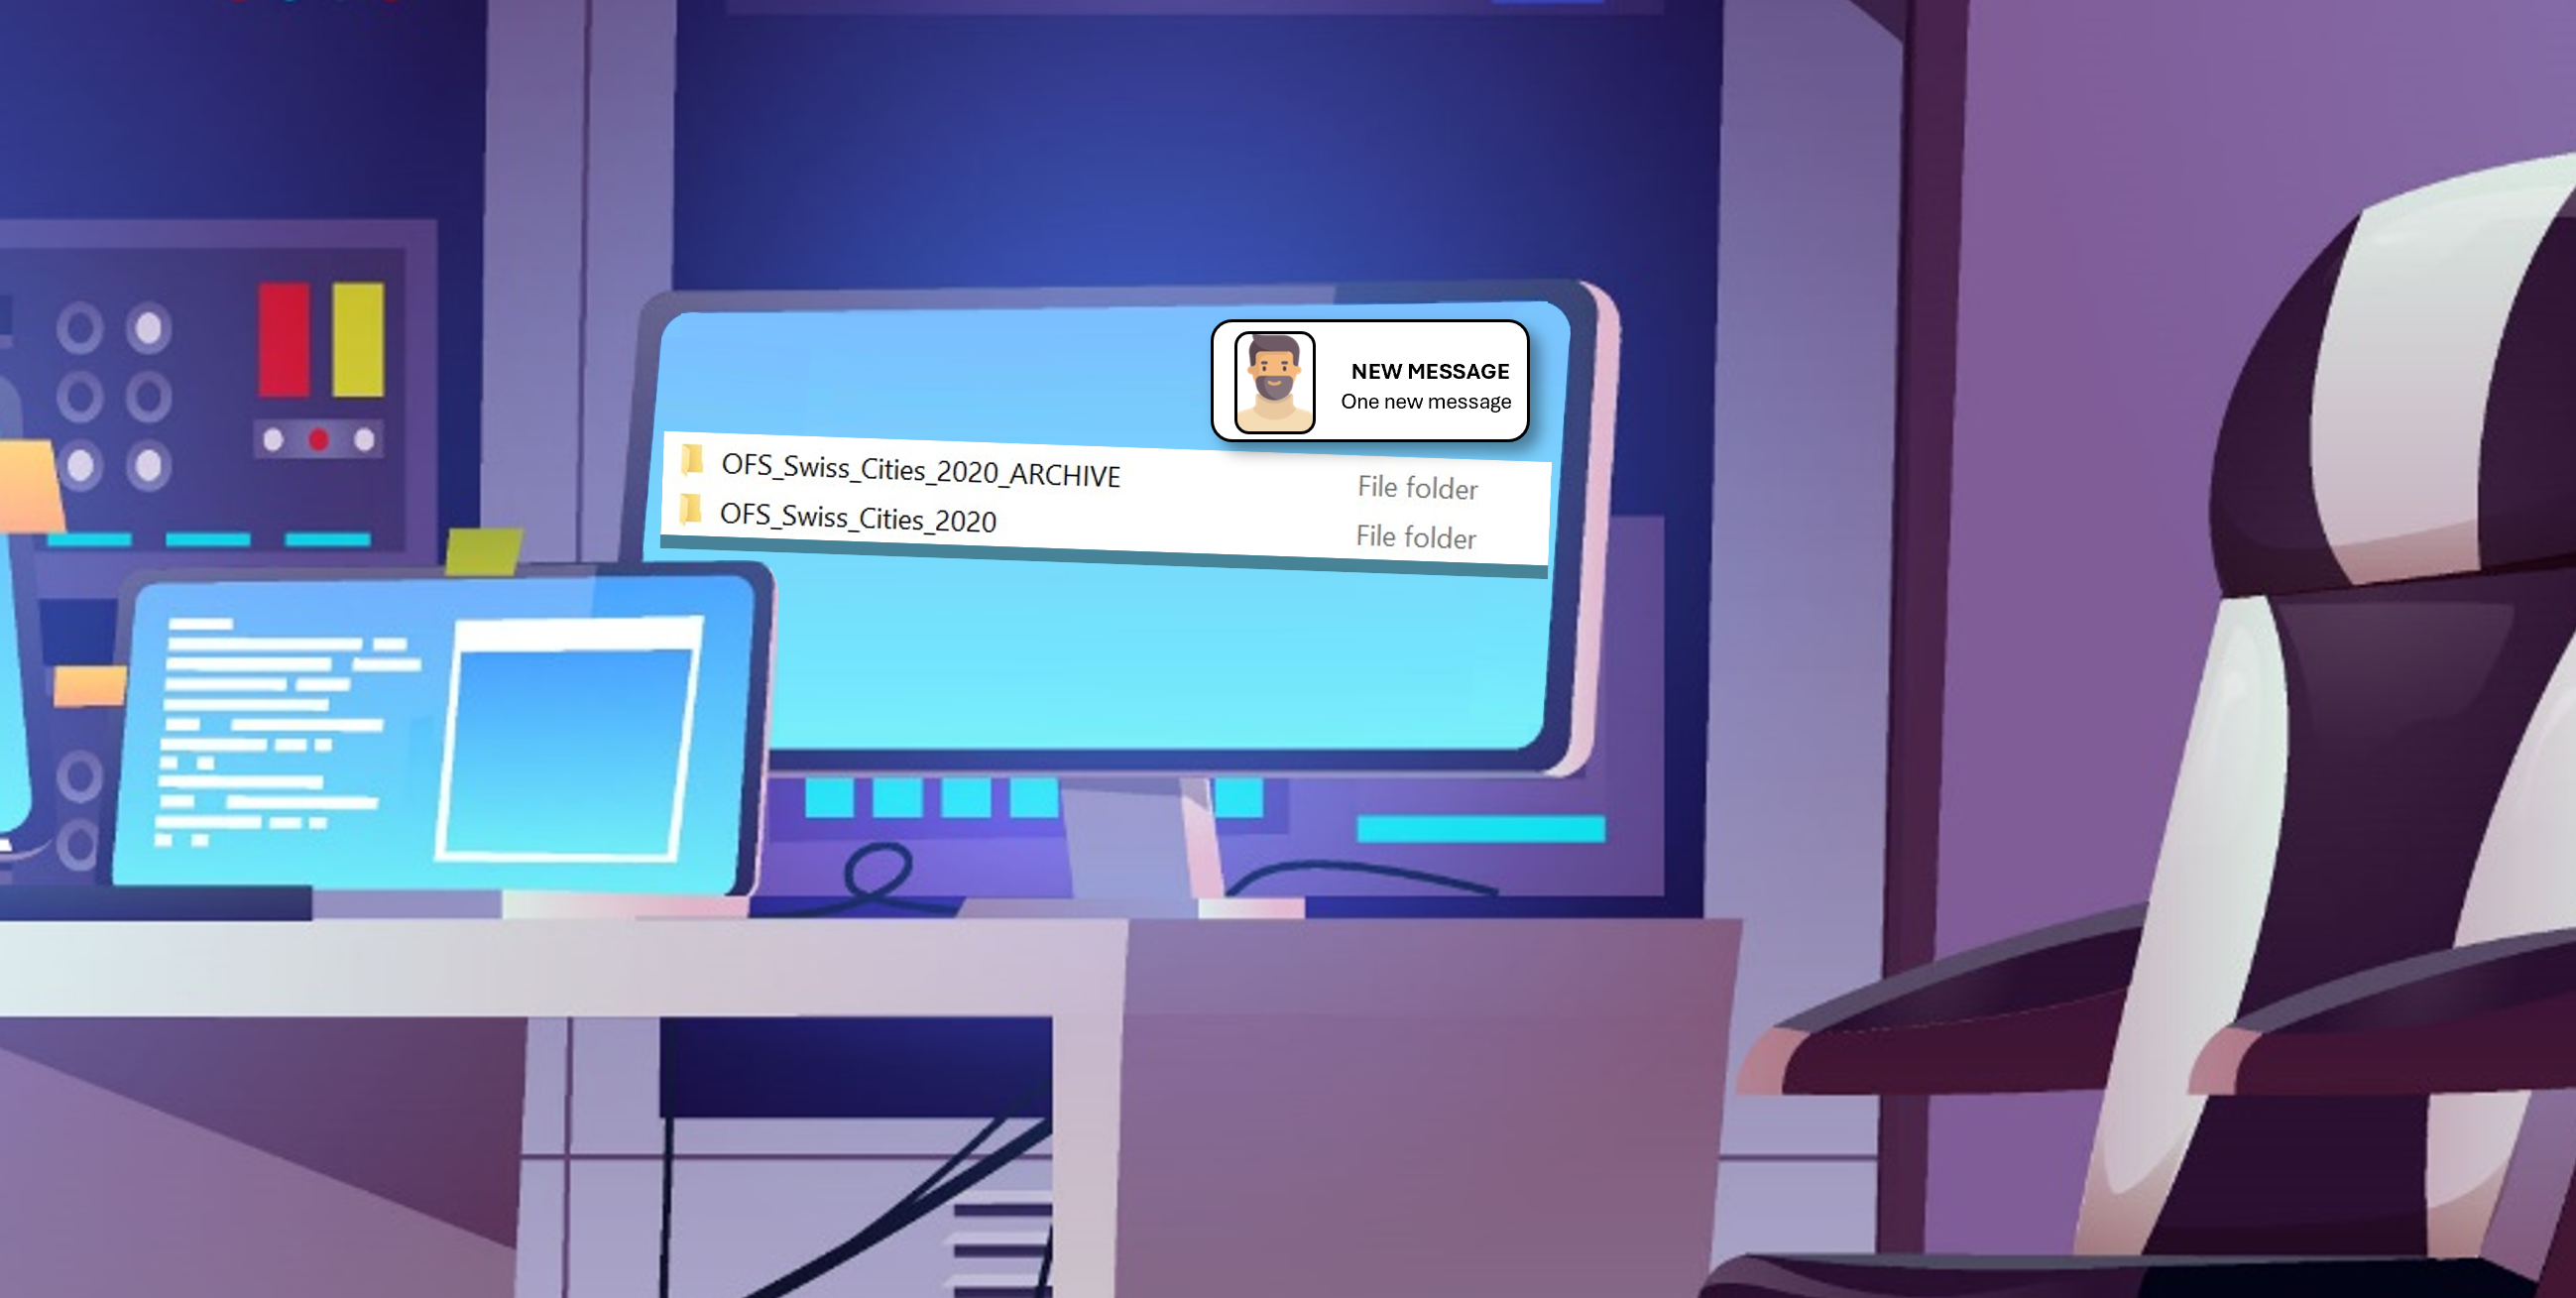 NEW MESSAGE
One new message
OFS_Swiss_Cities_2020_ARCHIVE File folder
OFS_Swiss_Cities_2020 File folder